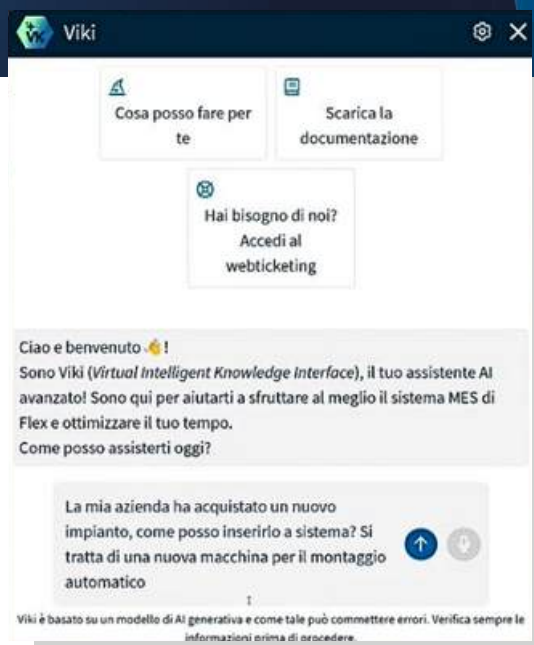 VK
Viki
Cosa posso fare per
te
Scarica la
documentazione
Hai bisogno di noi?
Accedi al
webticketing
Ciao e benvenuto 👋!
Sono Viki (Virtual Intelligent Knowledge Interface), il tuo assistente AI
avanzato! Sono qui per aiutarti a sfruttare al meglio il sistema MES di
Flex e ottimizzare il tuo tempo.
Come posso assisterti oggi?
La mia azienda ha acquistato un nuovo
impianto, come posso inserirlo a sistema? Si
tratta di una nuova macchina per il montaggio
automatico
Viki è basato su un modello di AI generativa e come tale può commettere errori. Verifica sempre le
informazioni prima di procedere.